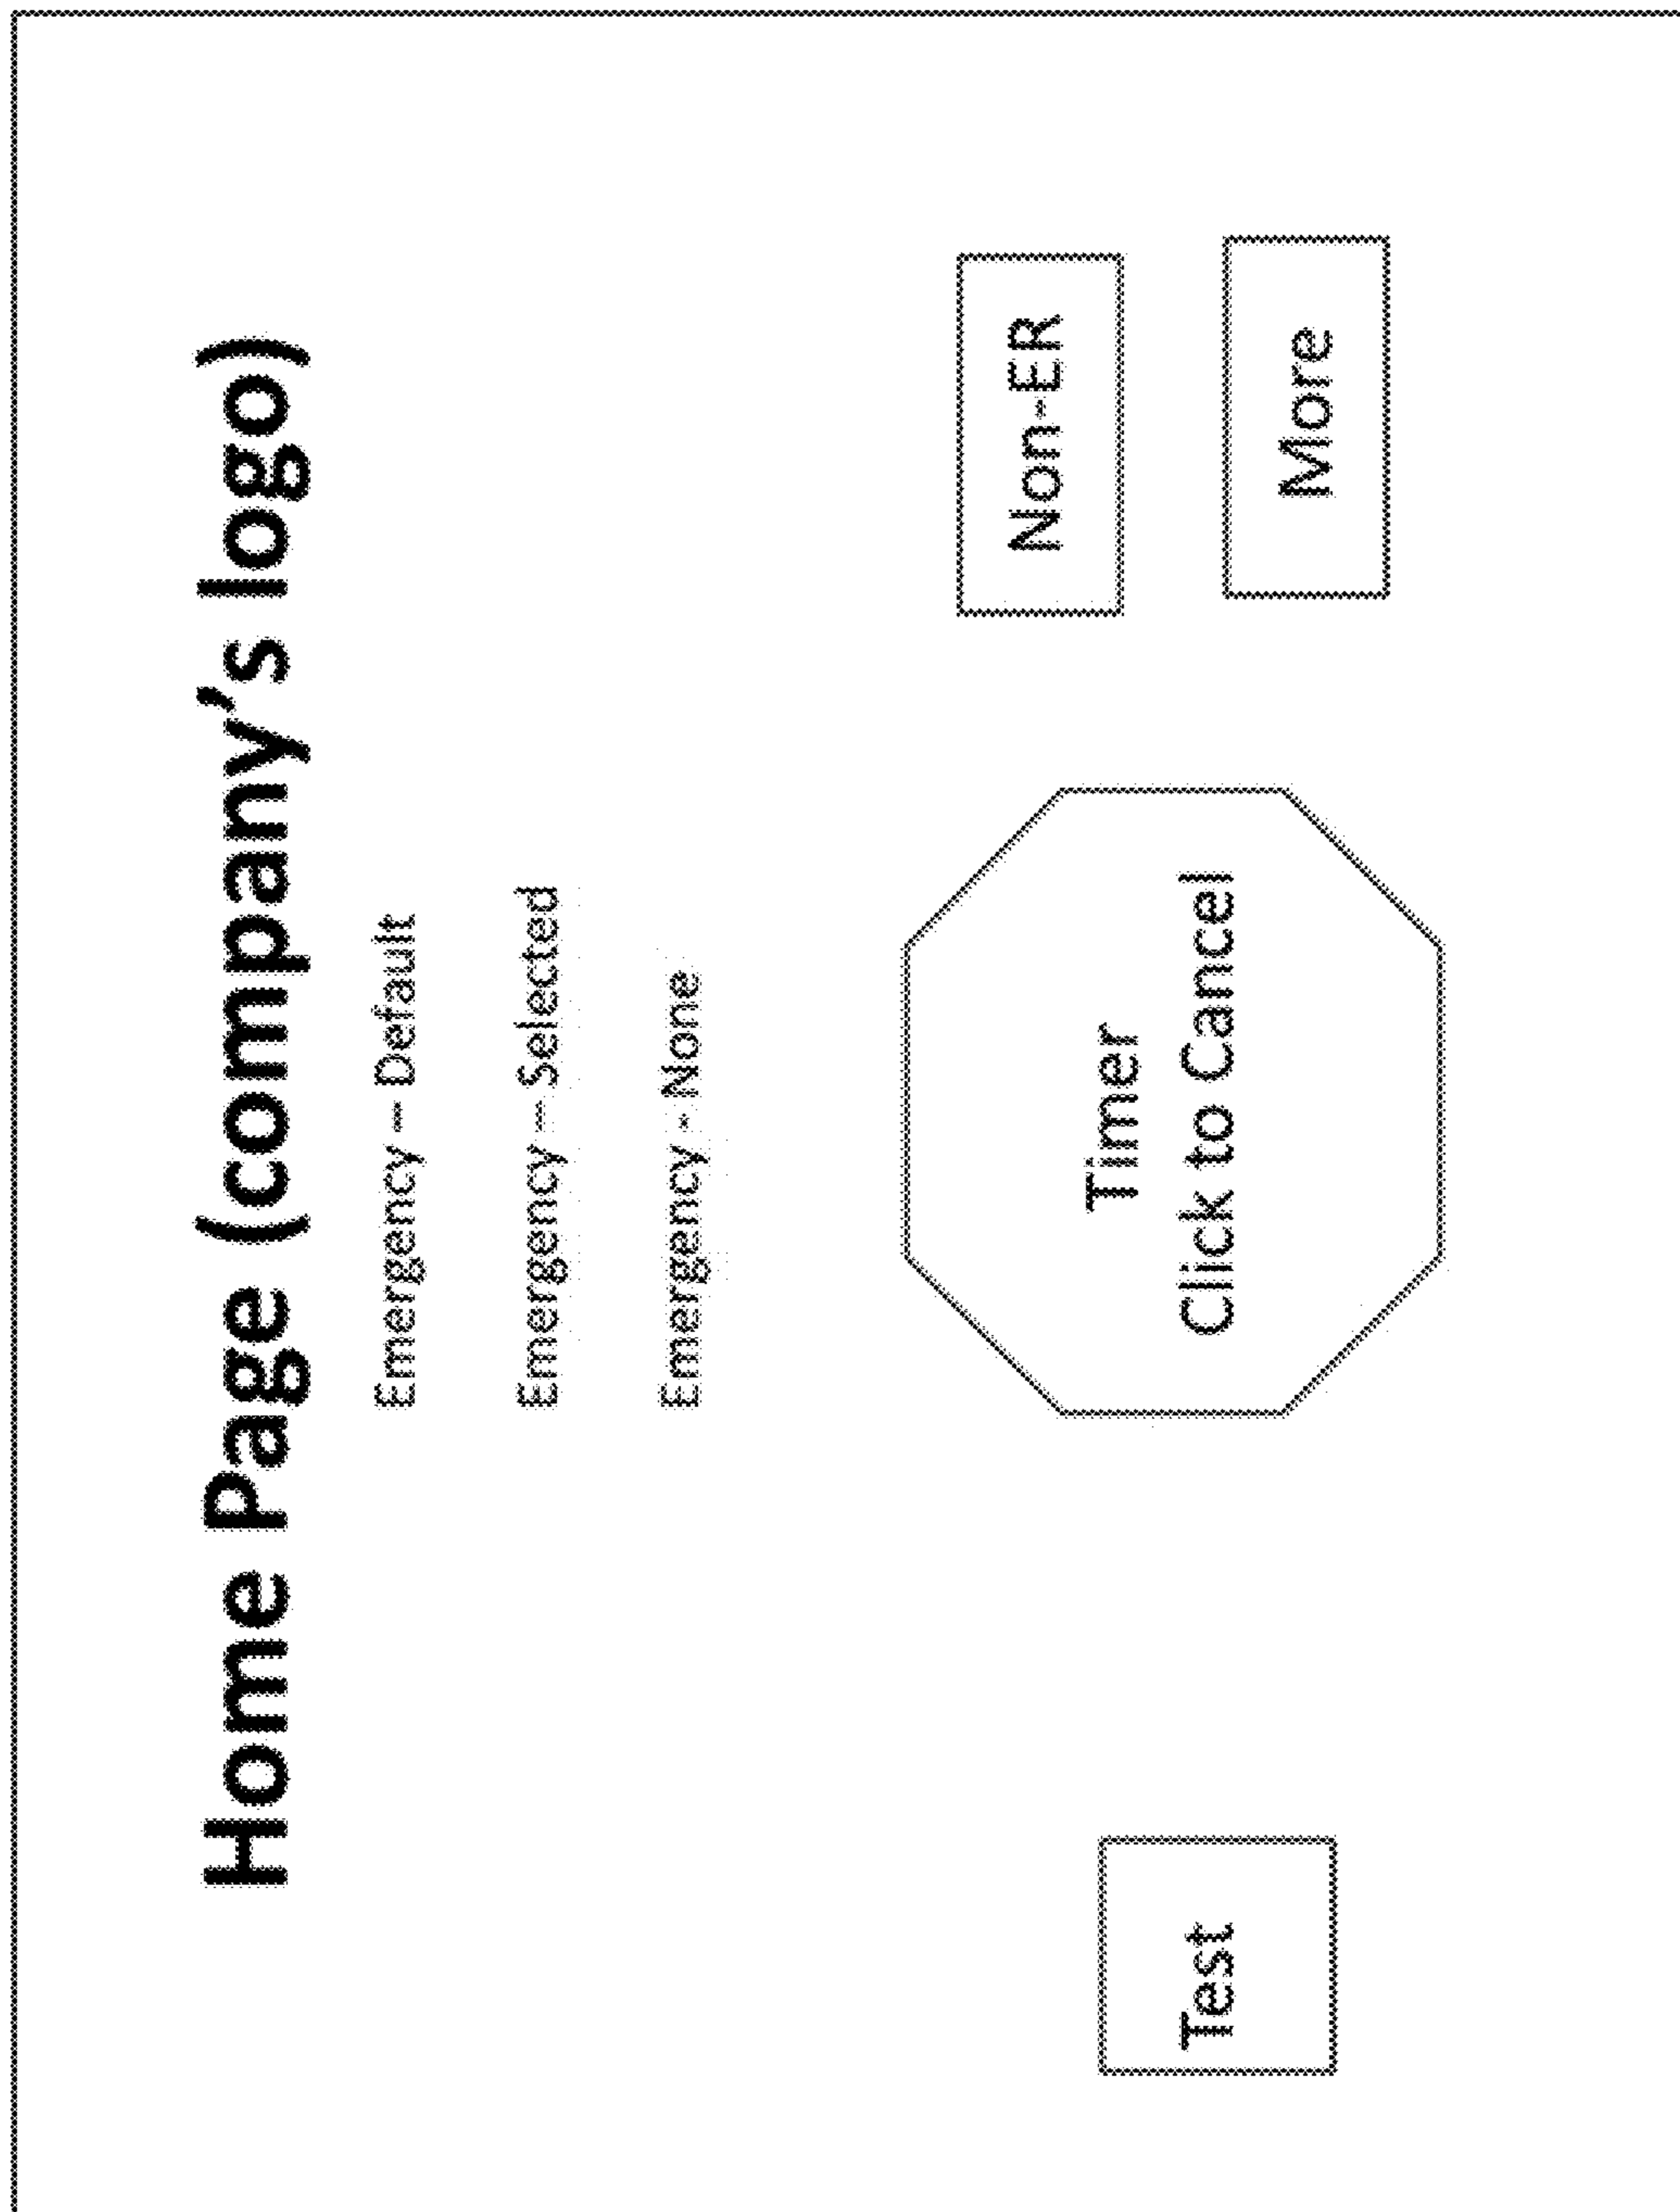 Home Page (company’s logo)
Emergency – Default
Emergency – Selected
Emergency - None
Test
Timer
Click to Cancel
Non-ER
More